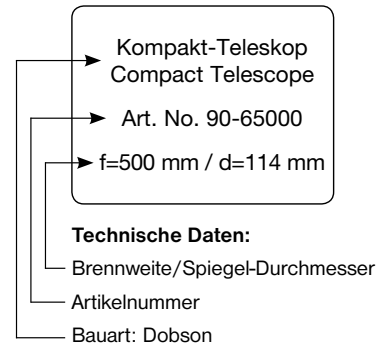 Kompakt-Teleskop
Compact Telescope
Art. No. 90-65000
f=500 mm / d=114 mm
Technische Daten:
Brennweite/Spiegel-Durchmesser
Artikelnummer
Bauart: Dobson